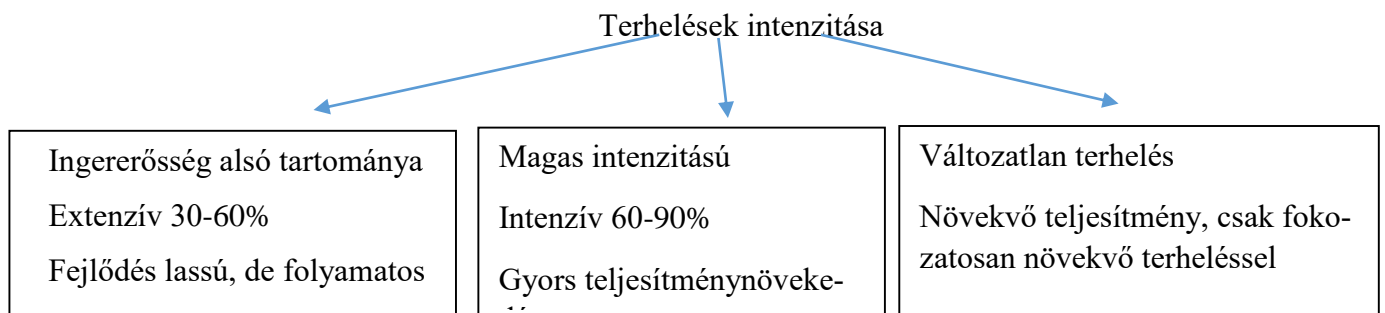 Terhelések intenzitása
Ingererősség alsó tartománya
Extenzív 30-60%
Fejlődés lassú, de folyamatos
Magas intenzitású
Intenzív 60-90%
Gyors teljesítménynöveke-
Változatlan terhelés
Növekvő teljesítmény, csak foko-
zatosan növekvő terheléssel